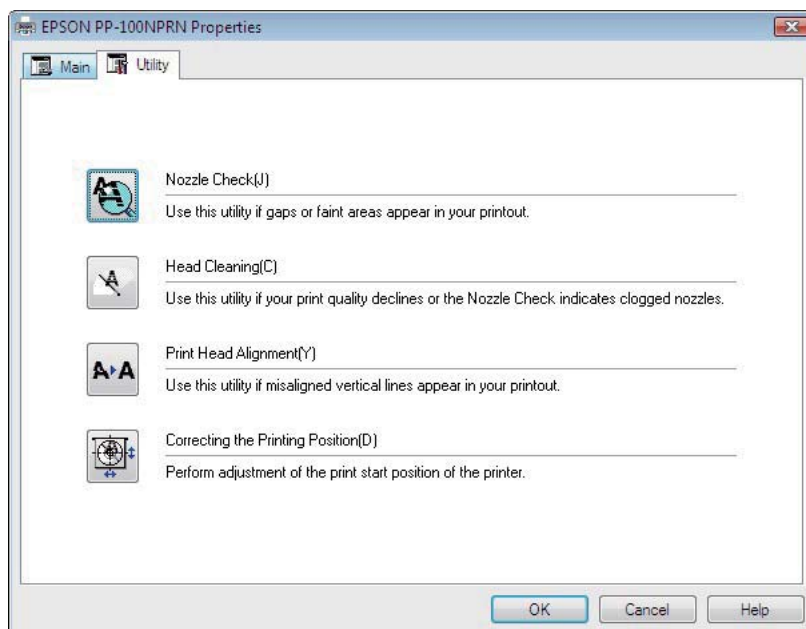 EPSON PP-100NPRN Properties
Main
Utility
Nozzle Check(J)
Use this utility if gaps or faint areas appear in your printout.
Head Cleaning(C)
Use this utility if your print quality declines or the Nozzle Check indicates clogged nozzles.
Print Head Alignment(Y)
Use this utility if misaligned vertical lines appear in your printout.
Correcting the Printing Position(D)
Perform adjustment of the print start position of the printer.
OK
Cancel
Help